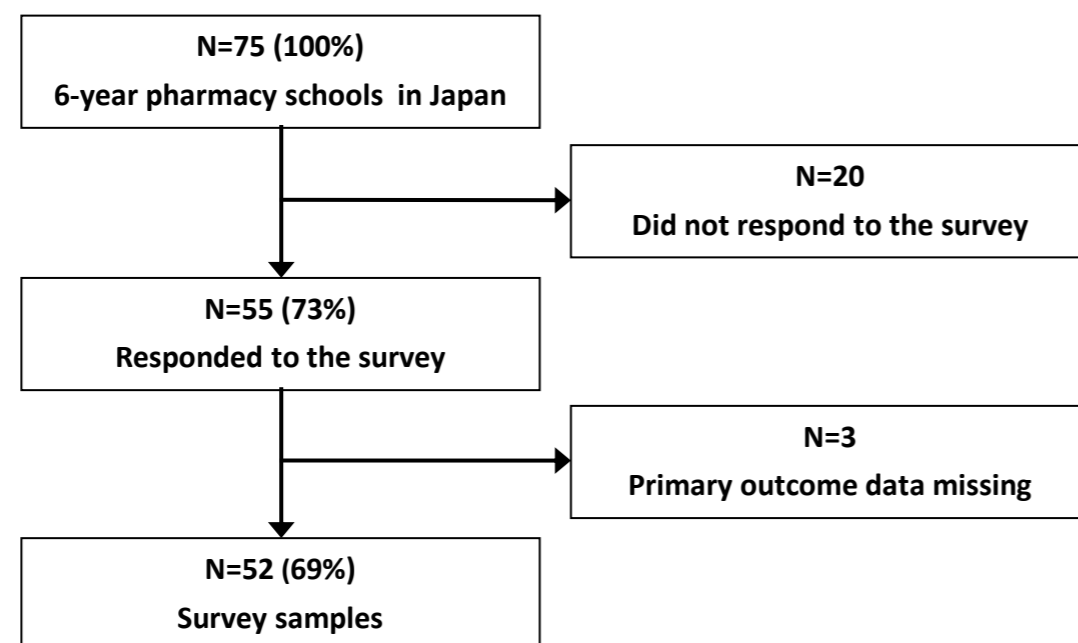 N=75 (100%)
6-year pharmacy schools in Japan
N=20
Did not respond to the survey
N=55 (73%)
Responded to the survey
N=3
Primary outcome data missing
N=52 (69%)
Survey samples